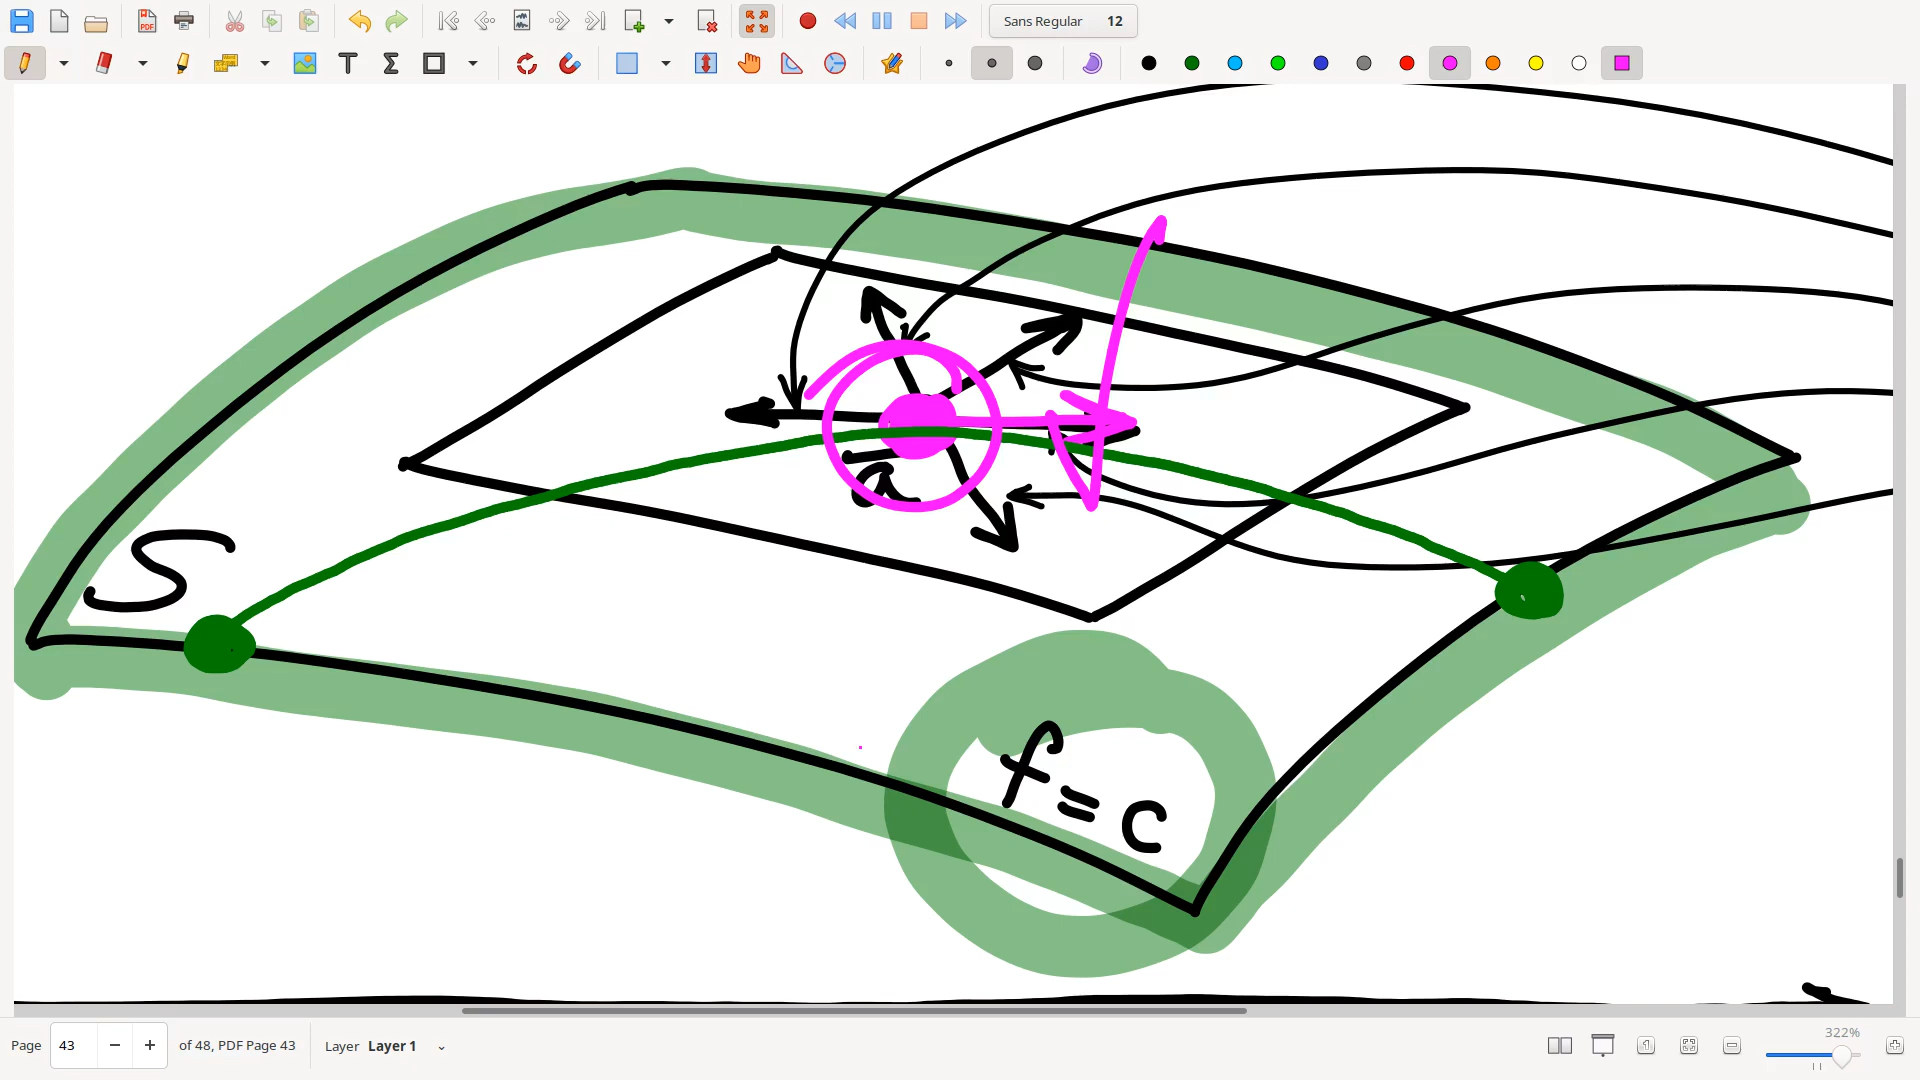 Sans Regular 12
S
a
f = c
Page 43 of 48, PDF Page 43 Layer Layer 1 322%